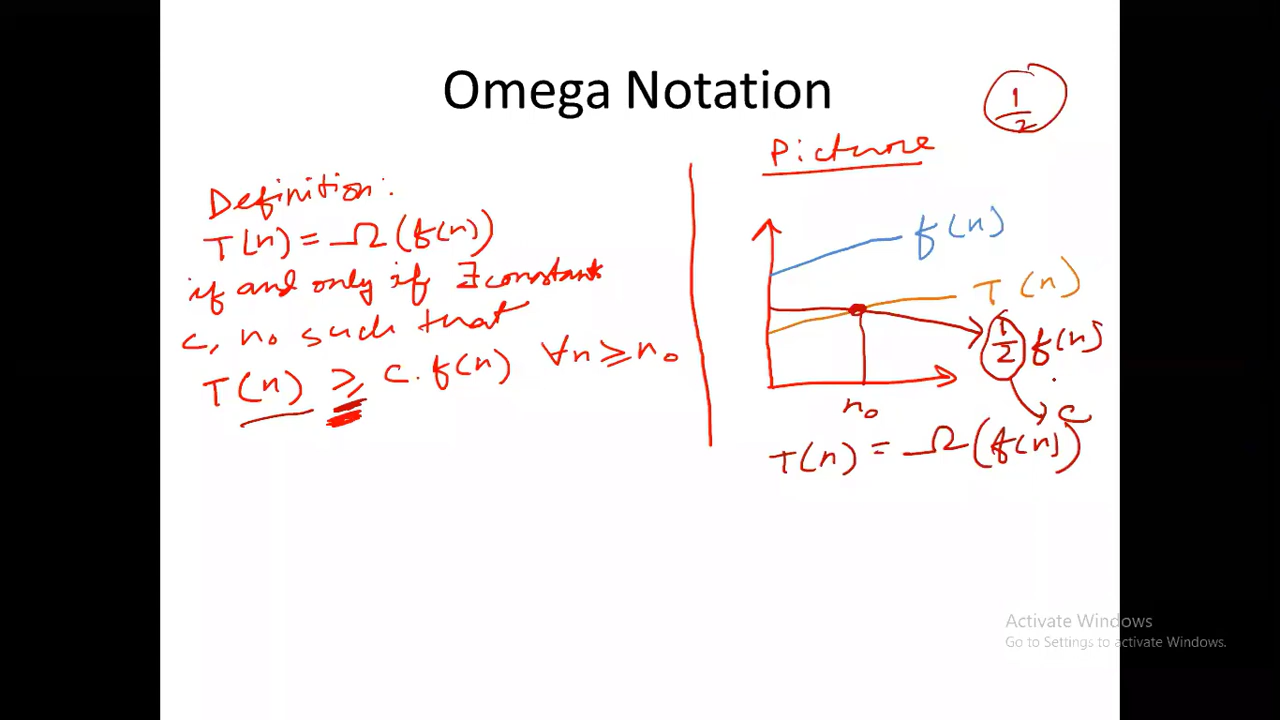 Omega Notation
Definition:
T(n) = Ω(f(n))
if and only if ∃ constants
c, n₀ such that
T(n) ≥ c. f(n) ∀n ≥ n₀
1/2
Picture
f(n)
T(n)
1/2 f(n)
c
n₀
T(n) = Ω(f(n))
Activate Windows
Go to Settings to activate Windows.